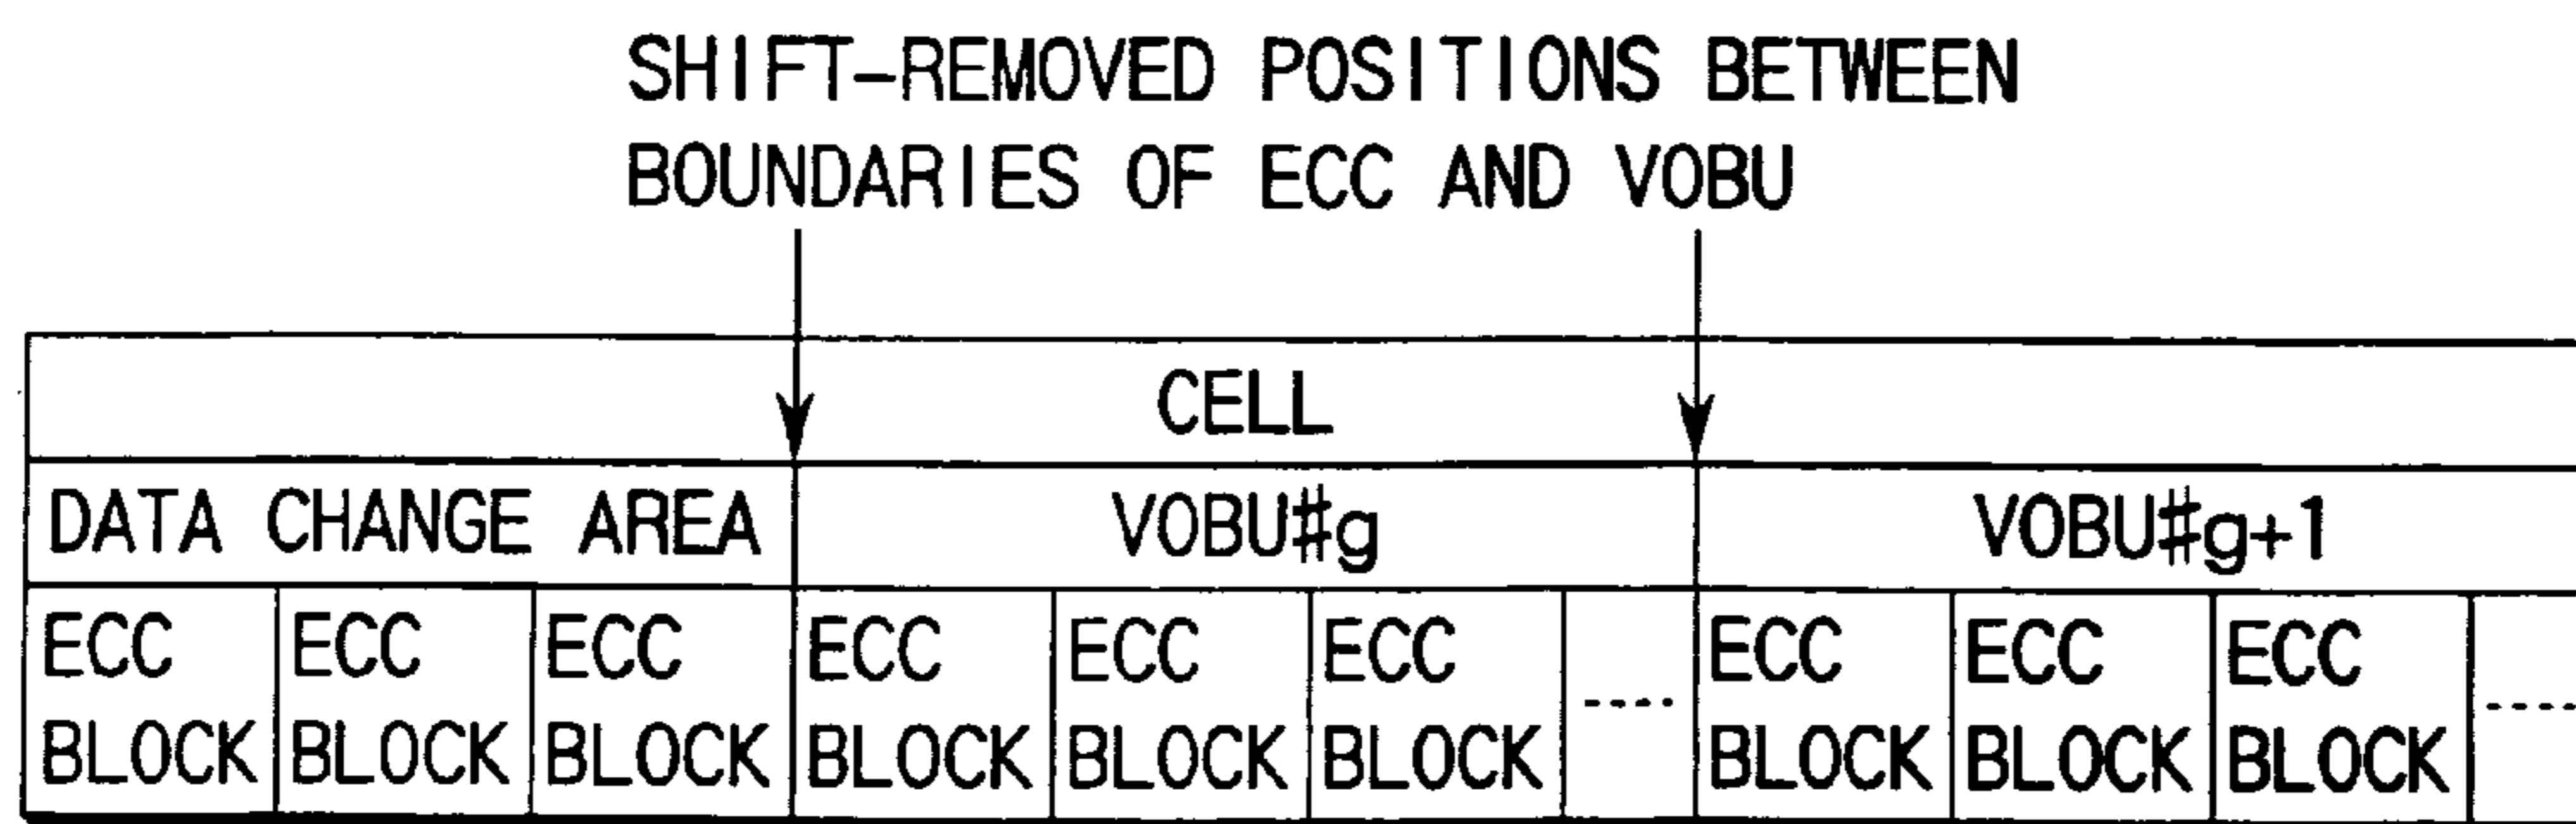 SHIFT-REMOVED POSITIONS BETWEEN
BOUNDARIES OF ECC AND VOBU
CELL
DATA CHANGE AREA VOBU#g VOBU#g+1
ECC ECC ECC ECC ECC ECC ECC ECC ECC
BLOCK BLOCK BLOCK BLOCK BLOCK BLOCK ---- BLOCK BLOCK BLOCK ----